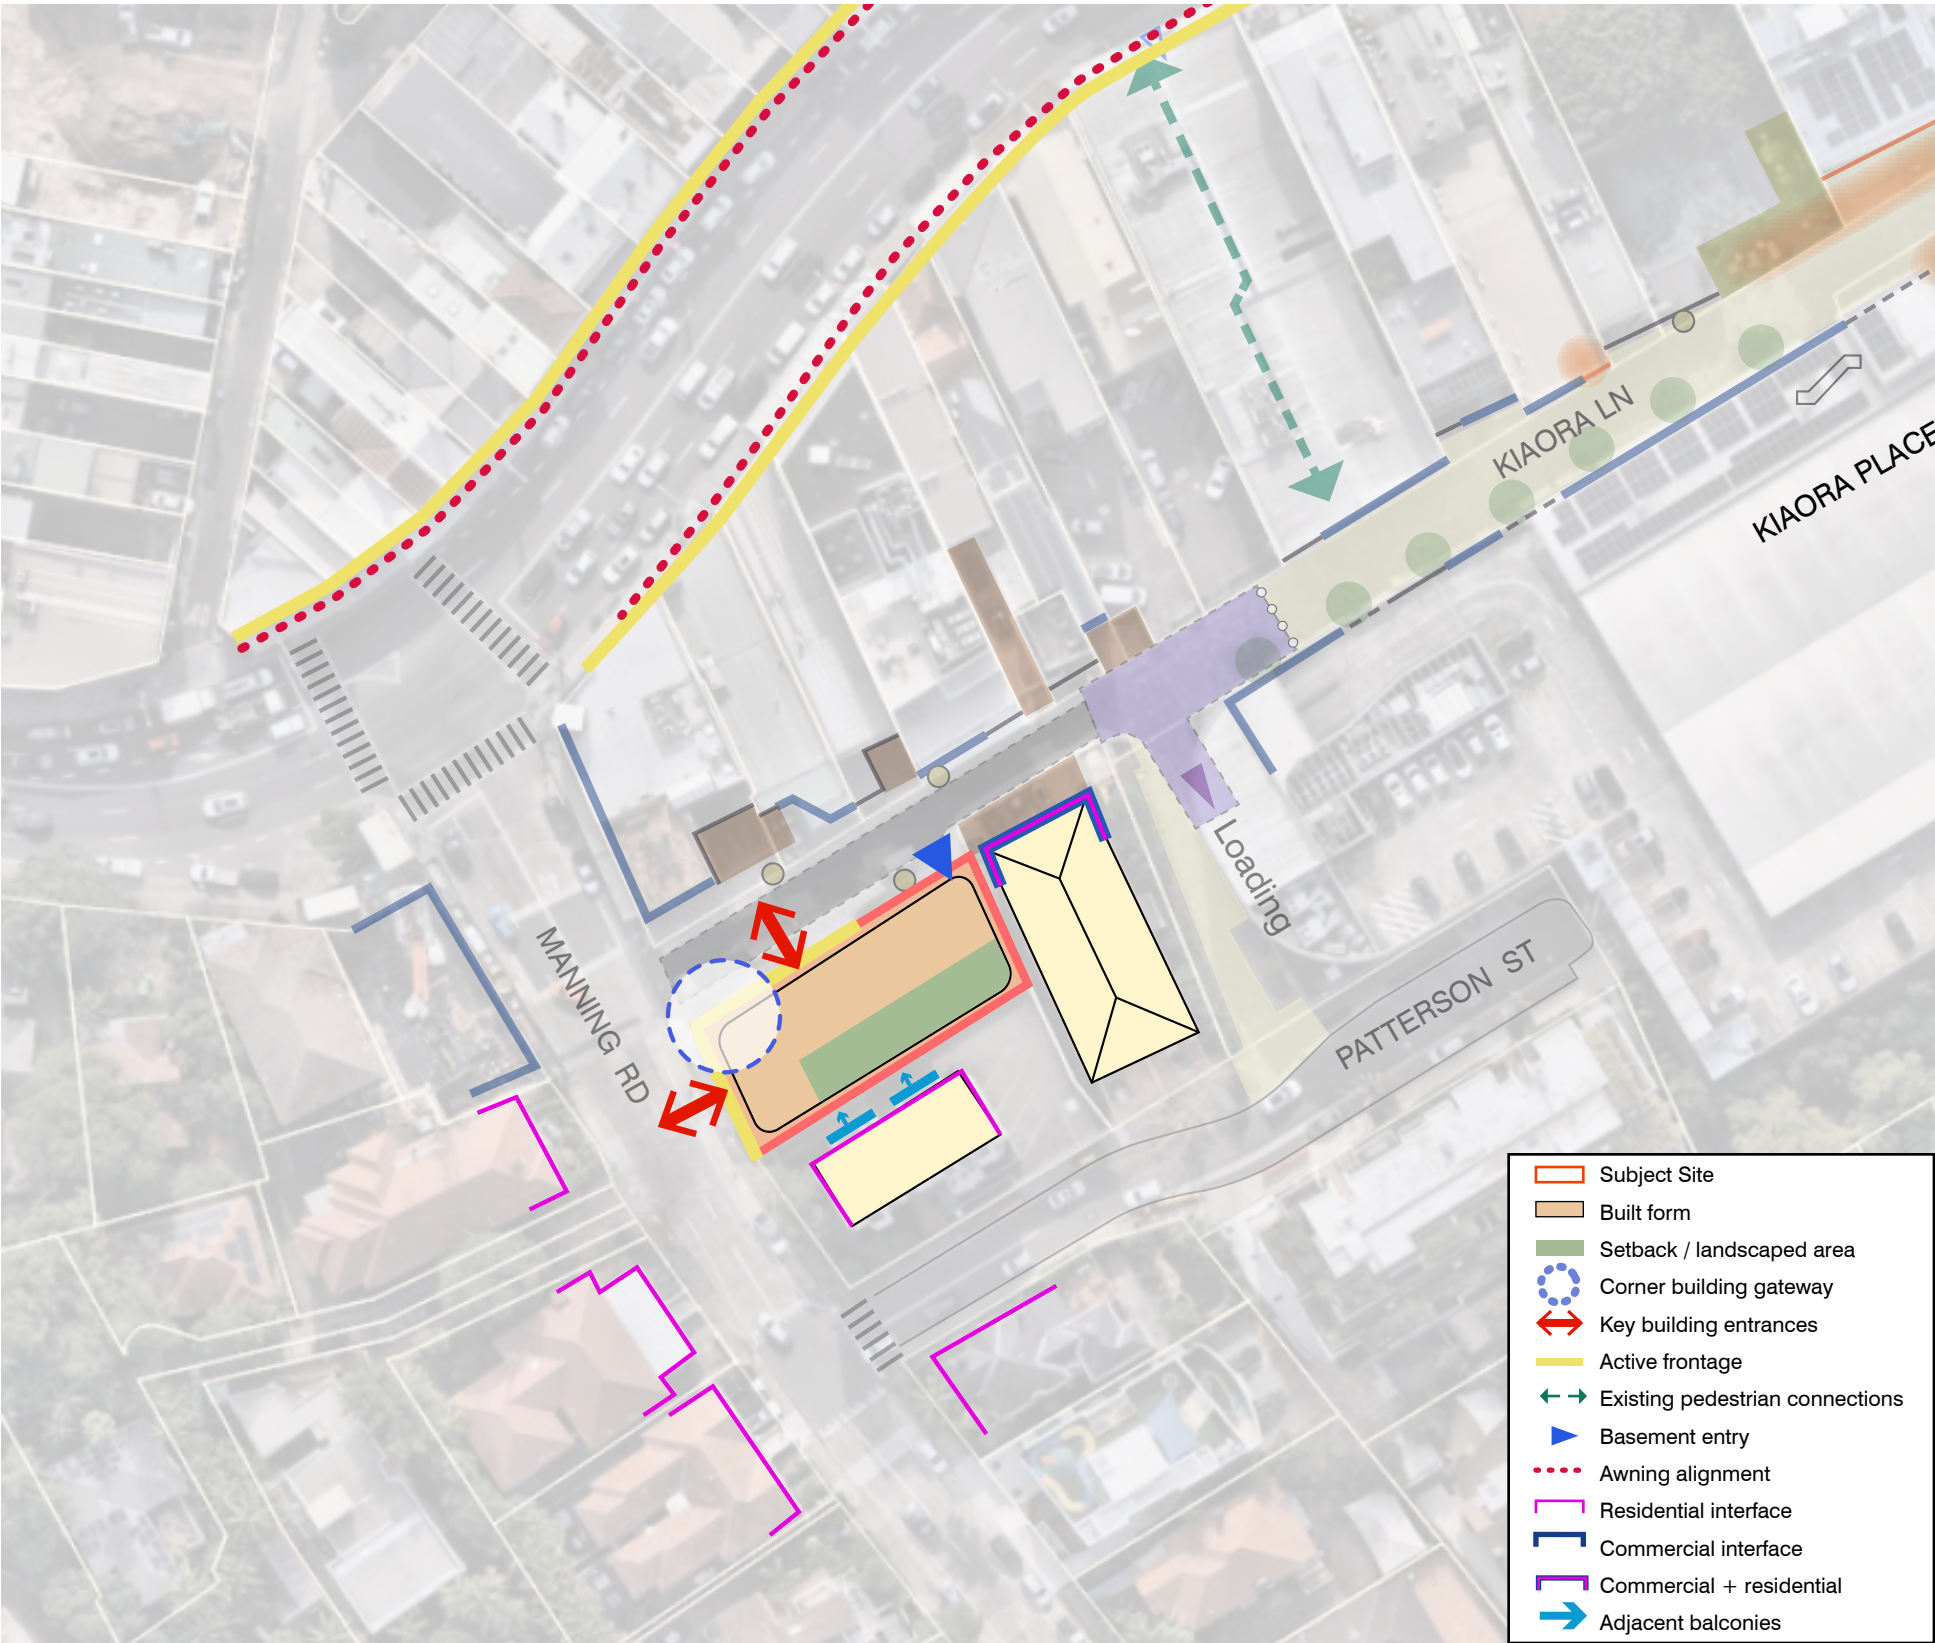 KIAORA LN
KIAORA PLACE
Loading
MANNING RD
PATTERSON ST
Subject Site
Built form
Setback / landscaped area
Corner building gateway
Key building entrances
Active frontage
Existing pedestrian connections
Basement entry
Awning alignment
Residential interface
Commercial interface
Commercial + residential
Adjacent balconies